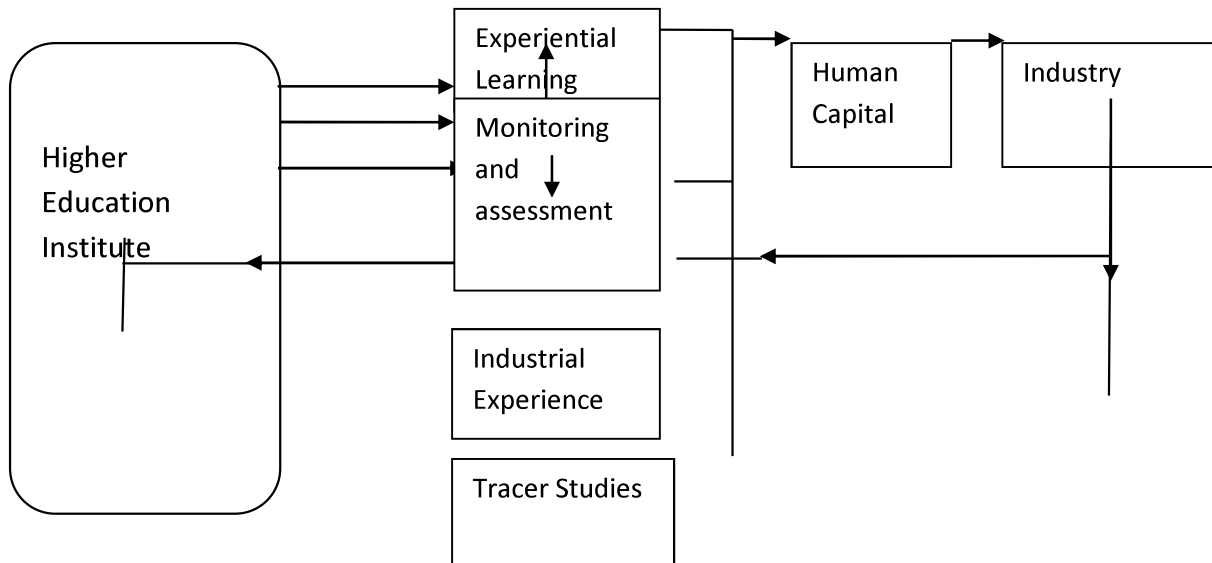 Higher
Education
Institute
Experiential
Learning
Monitoring
and
assessment
Industrial
Experience
Tracer Studies
Human
Capital
Industry